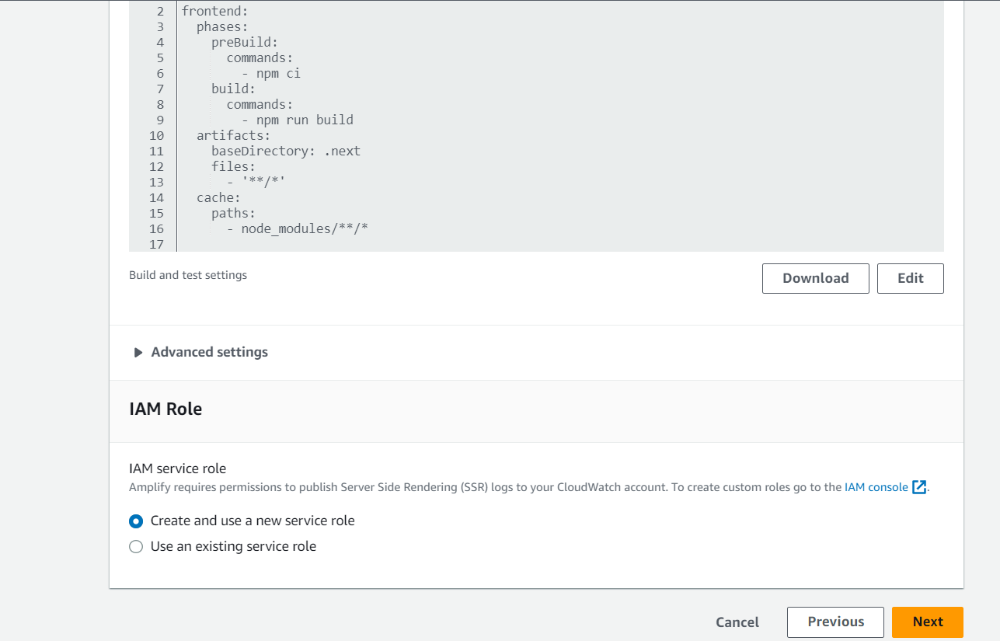 2 frontend:
3   phases:
4     preBuild:
5       commands:
6         - npm ci
7     build:
8       commands:
9         - npm run build
10   artifacts:
11     baseDirectory: .next
12     files:
13       - '**/*'
14   cache:
15     paths:
16       - node_modules/**/*
17
Build and test settings
Download Edit
Advanced settings
IAM Role
IAM service role
Amplify requires permissions to publish Server Side Rendering (SSR) logs to your CloudWatch account. To create custom roles go to the IAM console.
Create and use a new service role
Use an existing service role
Cancel Previous Next